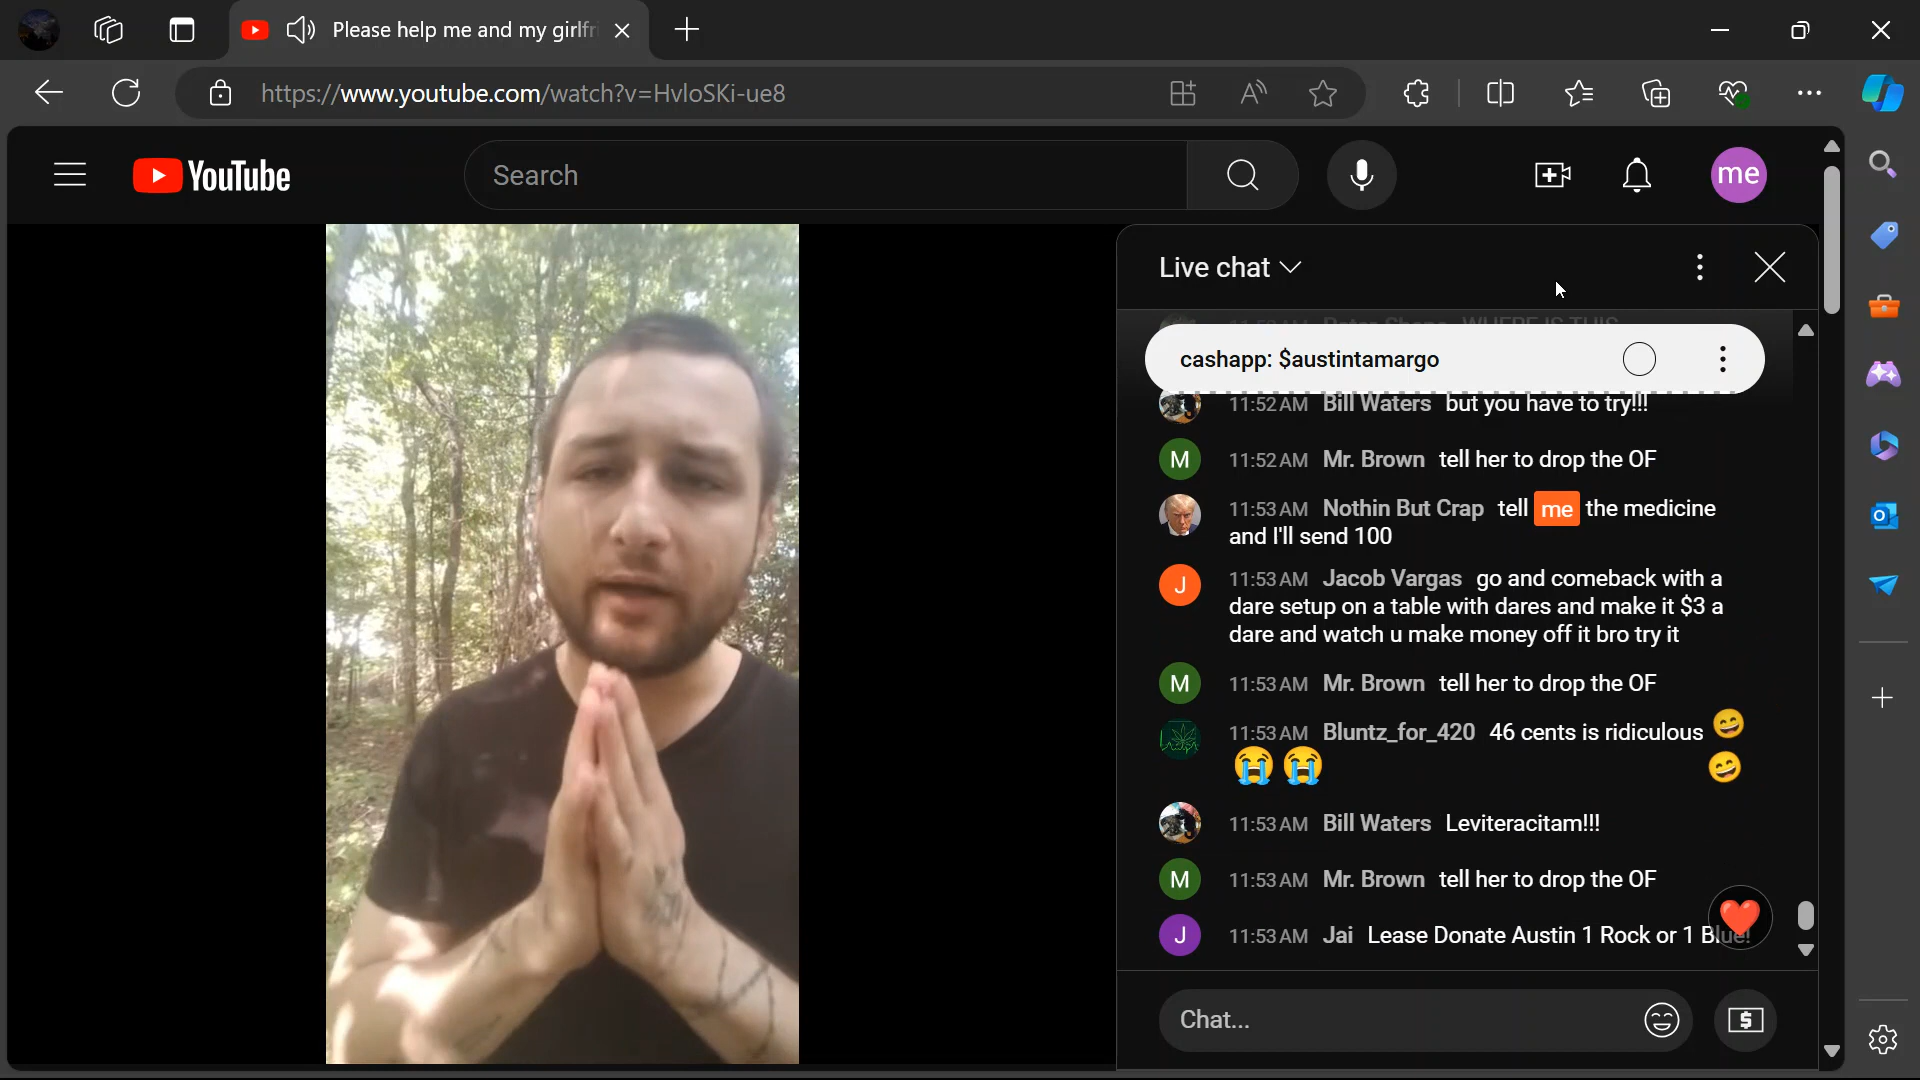 Please help me and my girlfr
https://www.youtube.com/watch?v=HvloSKi-ue8
YouTube
Search
me
Live chat
cashapp: $austintamargo
11:52 AM Bill Waters but you have to try!!!
M 11:52 AM Mr. Brown tell her to drop the OF
11:53 AM Nothin But Crap tell me the medicine
and I'll send 100
J 11:53 AM Jacob Vargas go and comeback with a
dare setup on a table with dares and make it $3 a
dare and watch u make money off it bro try it
M 11:53 AM Mr. Brown tell her to drop the OF
11:53 AM Bluntz_for_420 46 cents is ridiculous 😄
😭😭 😄
11:53 AM Bill Waters Leviteracitam!!!
M 11:53 AM Mr. Brown tell her to drop the OF
J 11:53 AM Jai Lease Donate Austin 1 Rock or 1 Blue!
Chat...